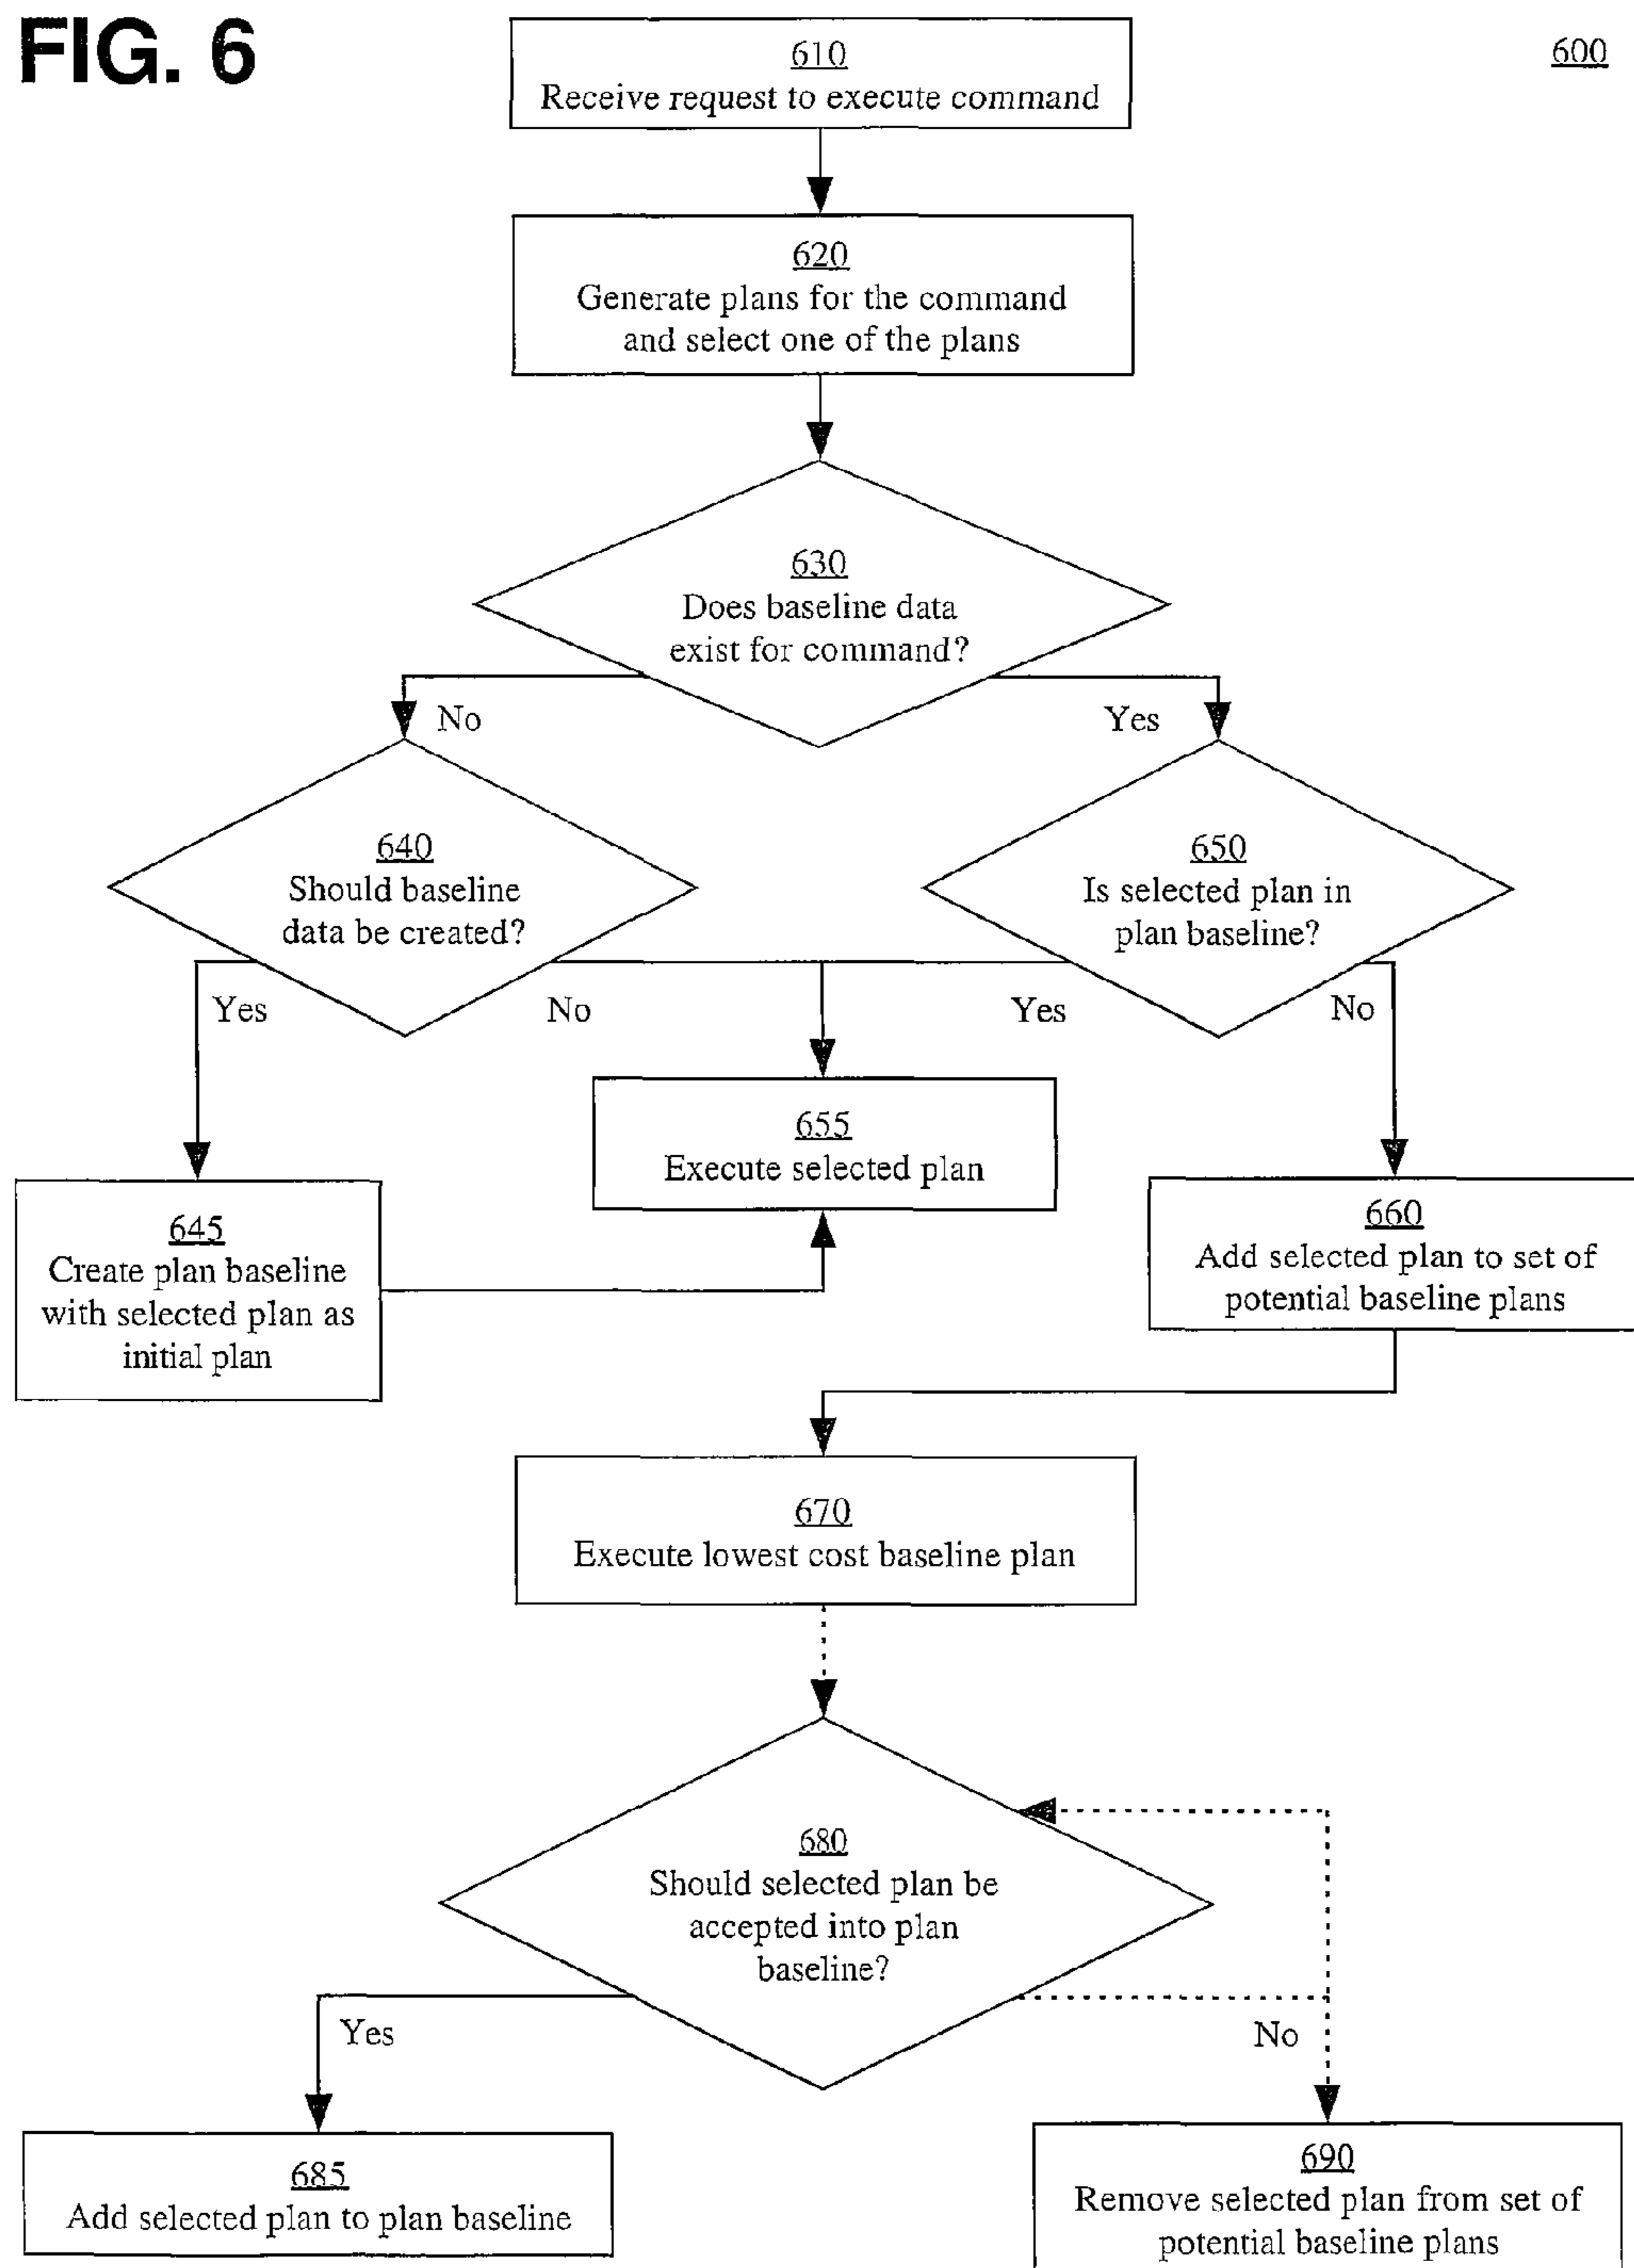 FIG. 6
600
610
Receive request to execute command
620
Generate plans for the command
and select one of the plans
630
Does baseline data
exist for command?
No
Yes
640
Should baseline
data be created?
650
Is selected plan in
plan baseline?
Yes
No
Yes
No
655
Execute selected plan
645
Create plan baseline
with selected plan as
initial plan
660
Add selected plan to set of
potential baseline plans
670
Execute lowest cost baseline plan
680
Should selected plan be
accepted into plan
baseline?
Yes
No
685
Add selected plan to plan baseline
690
Remove selected plan from set of
potential baseline plans